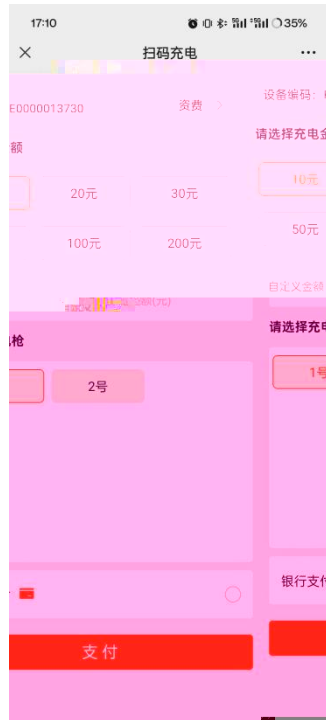 17:10 35%
扫码充电
E0000013730 资费 设备编码:
额 请选择充电金
20元 30元 10元
100元 200元 50元
额(元) 自定义金额
电枪 请选择充电
2号 1号
银行支付
支付